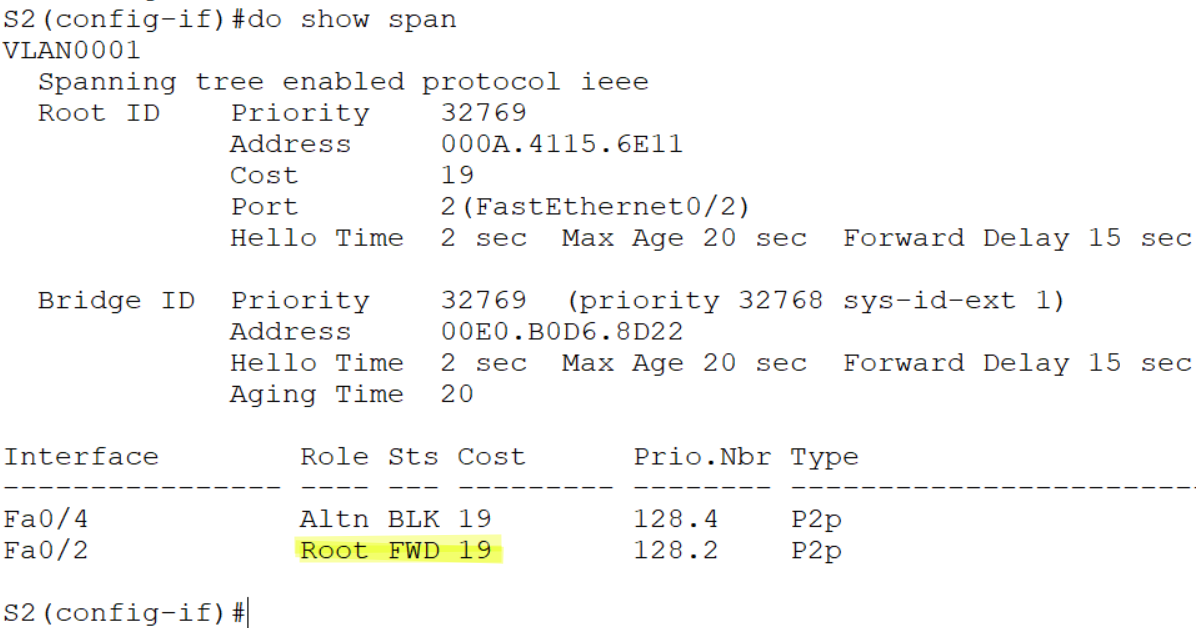 S2(config-if)#do show span
VLAN0001
  Spanning tree enabled protocol ieee
  Root ID    Priority    32769
             Address     000A.4115.6E11
             Cost        19
             Port        2(FastEthernet0/2)
             Hello Time  2 sec  Max Age 20 sec  Forward Delay 15 sec

  Bridge ID  Priority    32769  (priority 32768 sys-id-ext 1)
             Address     00E0.B0D6.8D22
             Hello Time  2 sec  Max Age 20 sec  Forward Delay 15 sec
             Aging Time  20

Interface        Role Sts Cost      Prio.Nbr Type
---------------- ---- --- --------- -------- ------------------------
Fa0/4            Altn BLK 19        128.4    P2p
Fa0/2            Root FWD 19        128.2    P2p

S2(config-if)#